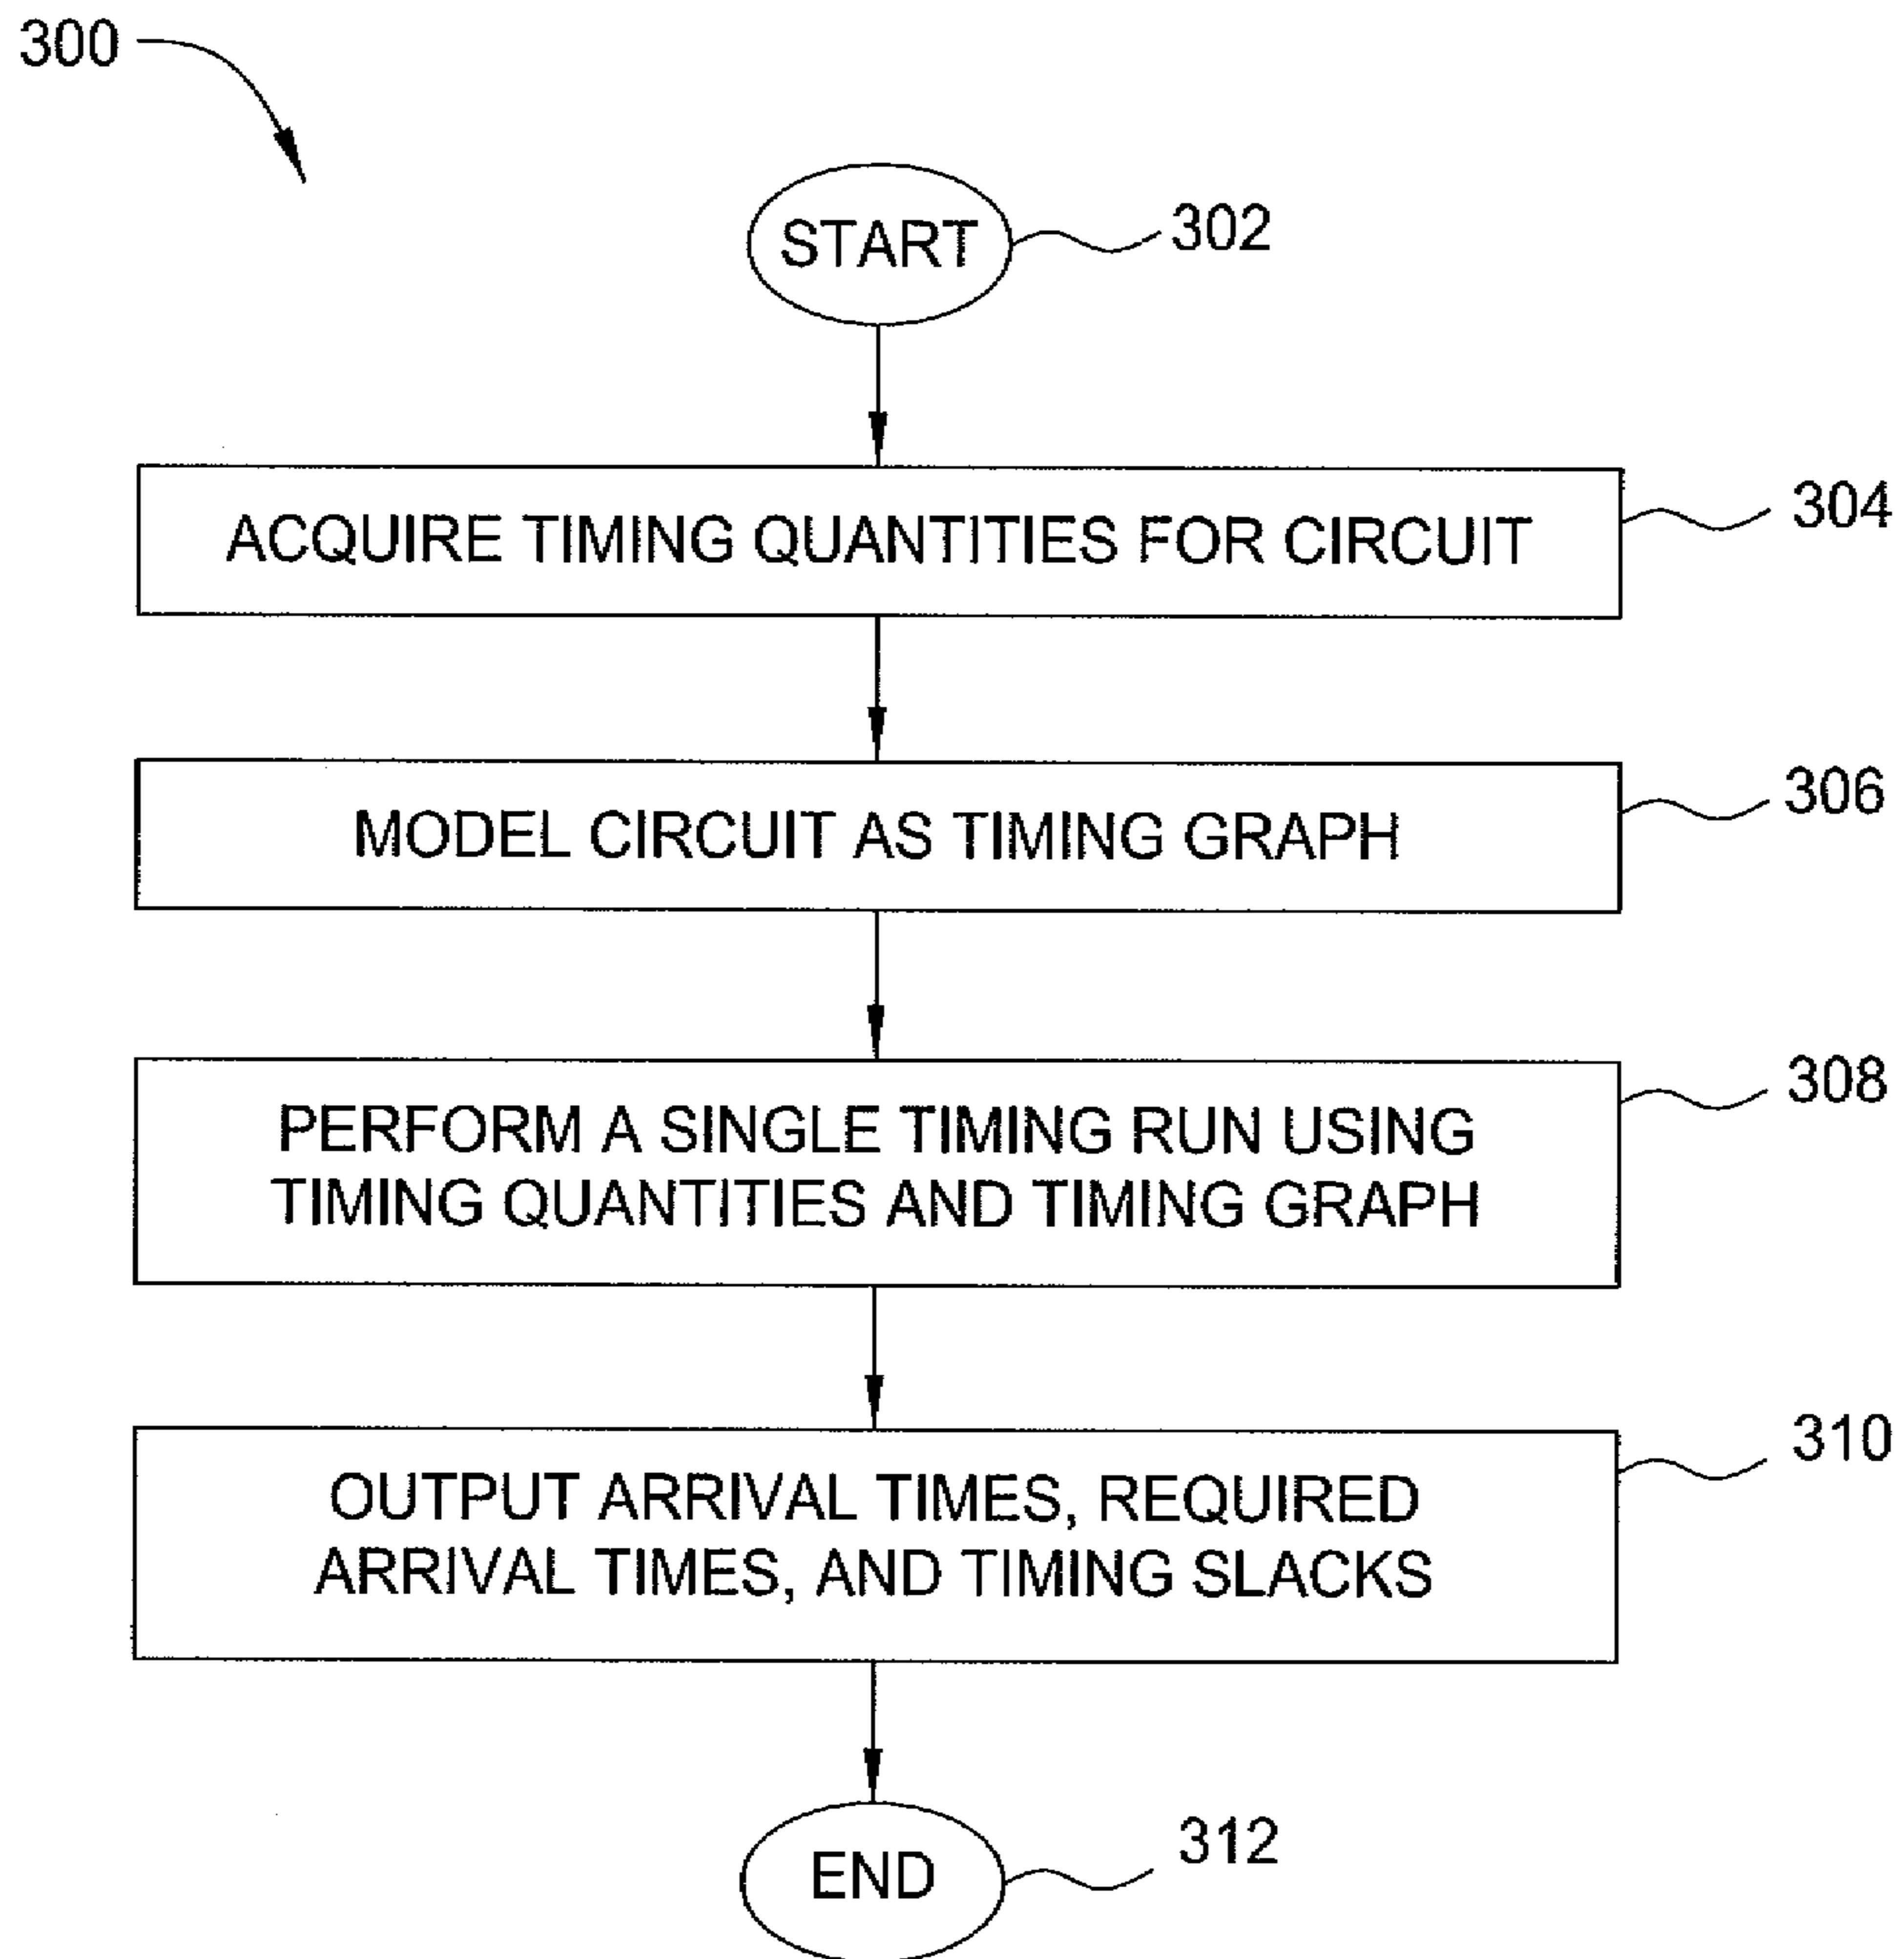 300
START
302
ACQUIRE TIMING QUANTITIES FOR CIRCUIT
304
MODEL CIRCUIT AS TIMING GRAPH
306
PERFORM A SINGLE TIMING RUN USING
TIMING QUANTITIES AND TIMING GRAPH
308
OUTPUT ARRIVAL TIMES, REQUIRED
ARRIVAL TIMES, AND TIMING SLACKS
310
END
312